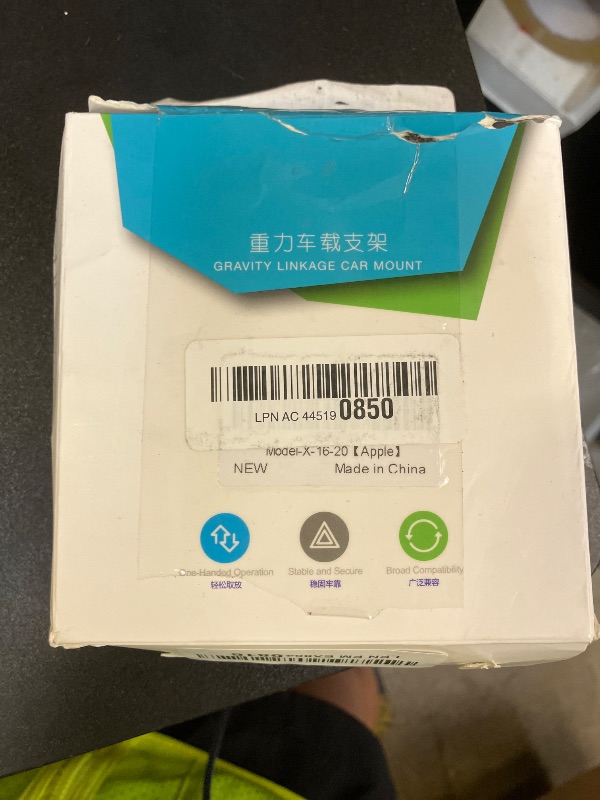 重力车载支架
GRAVITY LINKAGE CAR MOUNT
LPN AC 44519 0850
Model-X-16-20【Apple】
NEW Made in China
One-Handed Operation Stable and Secure Broad Compatibility
轻松取放 稳固牢靠 广泛兼容
LPN PM